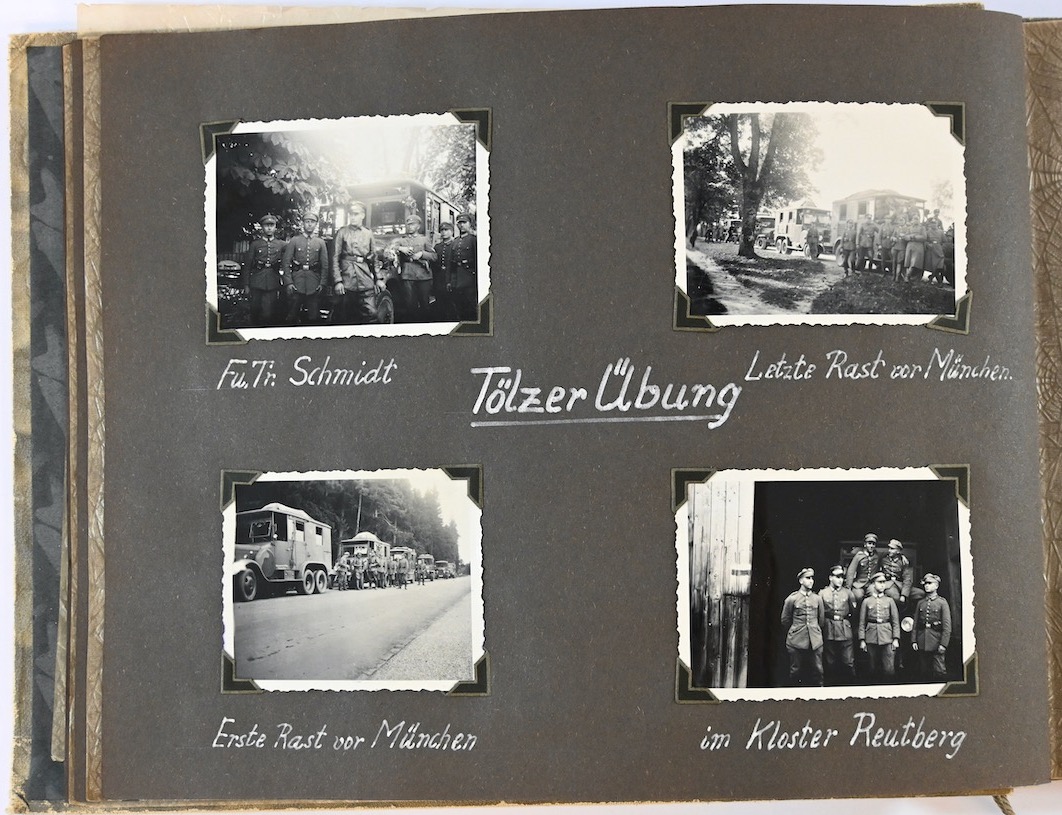 Fu. Tr. Schmidt
Letzte Rast vor München.
Tölzer Übung
Erste Rast vor München
im Kloster Reutberg